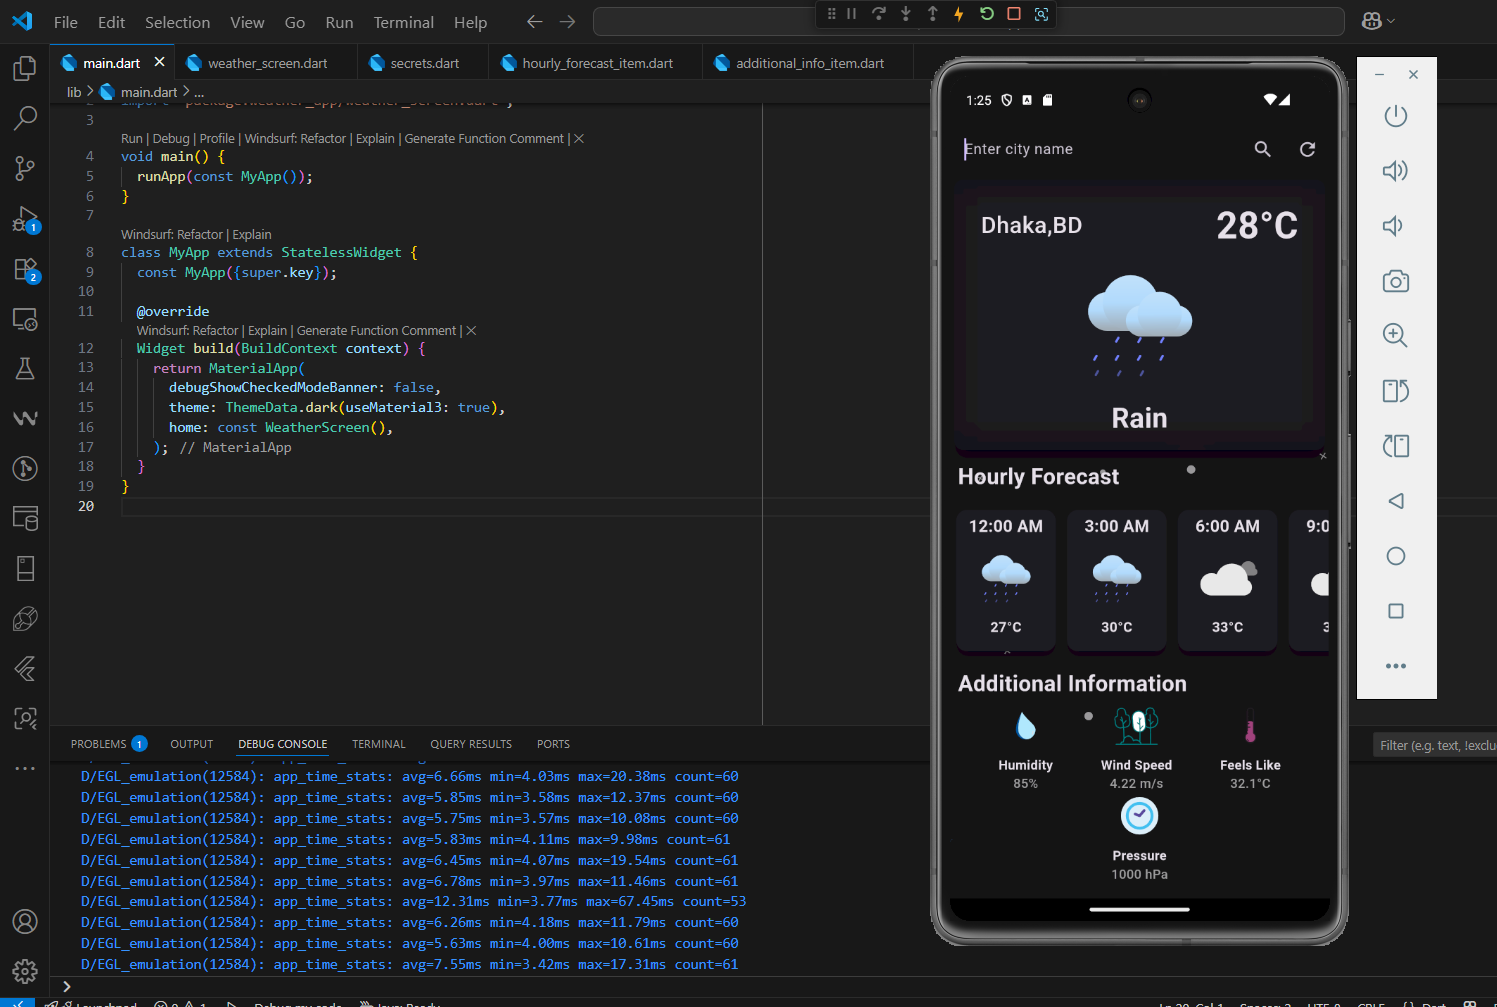 File Edit Selection View Go Run Terminal Help
main.dart
weather_screen.dart
secrets.dart
hourly_forecast_item.dart
additional_info_item.dart
lib > main.dart > ...
3
Run | Debug | Profile | Windsurf: Refactor | Explain | Generate Function Comment | X
4 void main() {
5 runApp(const MyApp());
6 }
7
Windsurf: Refactor | Explain
8 class MyApp extends StatelessWidget {
9 const MyApp({super.key});
10
11 @override
Windsurf: Refactor | Explain | Generate Function Comment | X
12 Widget build(BuildContext context) {
13 return MaterialApp(
14 debugShowCheckedModeBanner: false,
15 theme: ThemeData.dark(useMaterial3: true),
16 home: const WeatherScreen(),
17 ); // MaterialApp
18 }
19 }
20
1
2
PROBLEMS 1 OUTPUT DEBUG CONSOLE TERMINAL QUERY RESULTS PORTS
Filter (e.g. text, !exclu
D/EGL_emulation(12584): app_time_stats: avg=6.66ms min=4.03ms max=20.38ms count=60
D/EGL_emulation(12584): app_time_stats: avg=5.85ms min=3.58ms max=12.37ms count=60
D/EGL_emulation(12584): app_time_stats: avg=5.75ms min=3.57ms max=10.08ms count=60
D/EGL_emulation(12584): app_time_stats: avg=5.83ms min=4.11ms max=9.98ms count=61
D/EGL_emulation(12584): app_time_stats: avg=6.45ms min=4.07ms max=19.54ms count=61
D/EGL_emulation(12584): app_time_stats: avg=6.78ms min=3.97ms max=11.46ms count=61
D/EGL_emulation(12584): app_time_stats: avg=12.31ms min=3.77ms max=67.45ms count=53
D/EGL_emulation(12584): app_time_stats: avg=6.26ms min=4.18ms max=11.79ms count=60
D/EGL_emulation(12584): app_time_stats: avg=5.63ms min=4.00ms max=10.61ms count=60
D/EGL_emulation(12584): app_time_stats: avg=7.55ms min=3.42ms max=17.31ms count=61
1:25
Enter city name
Dhaka,BD 28°C
Rain
Hourly Forecast
12:00 AM 3:00 AM 6:00 AM 9:0
27°C 30°C 33°C 3
Additional Information
Humidity Wind Speed Feels Like
85% 4.22 m/s 32.1°C
Pressure
1000 hPa